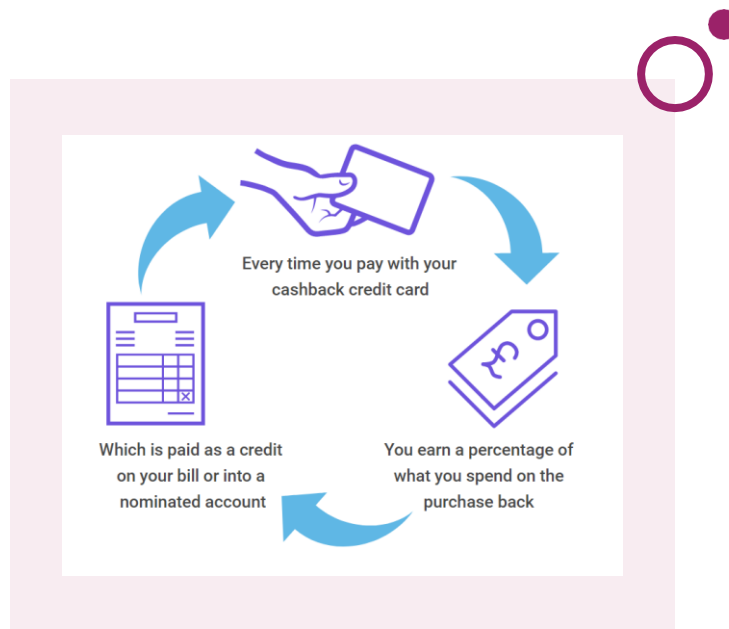 Every time you pay with your
cashback credit card
£
You earn a percentage of
what you spend on the
purchase back
Which is paid as a credit
on your bill or into a
nominated account